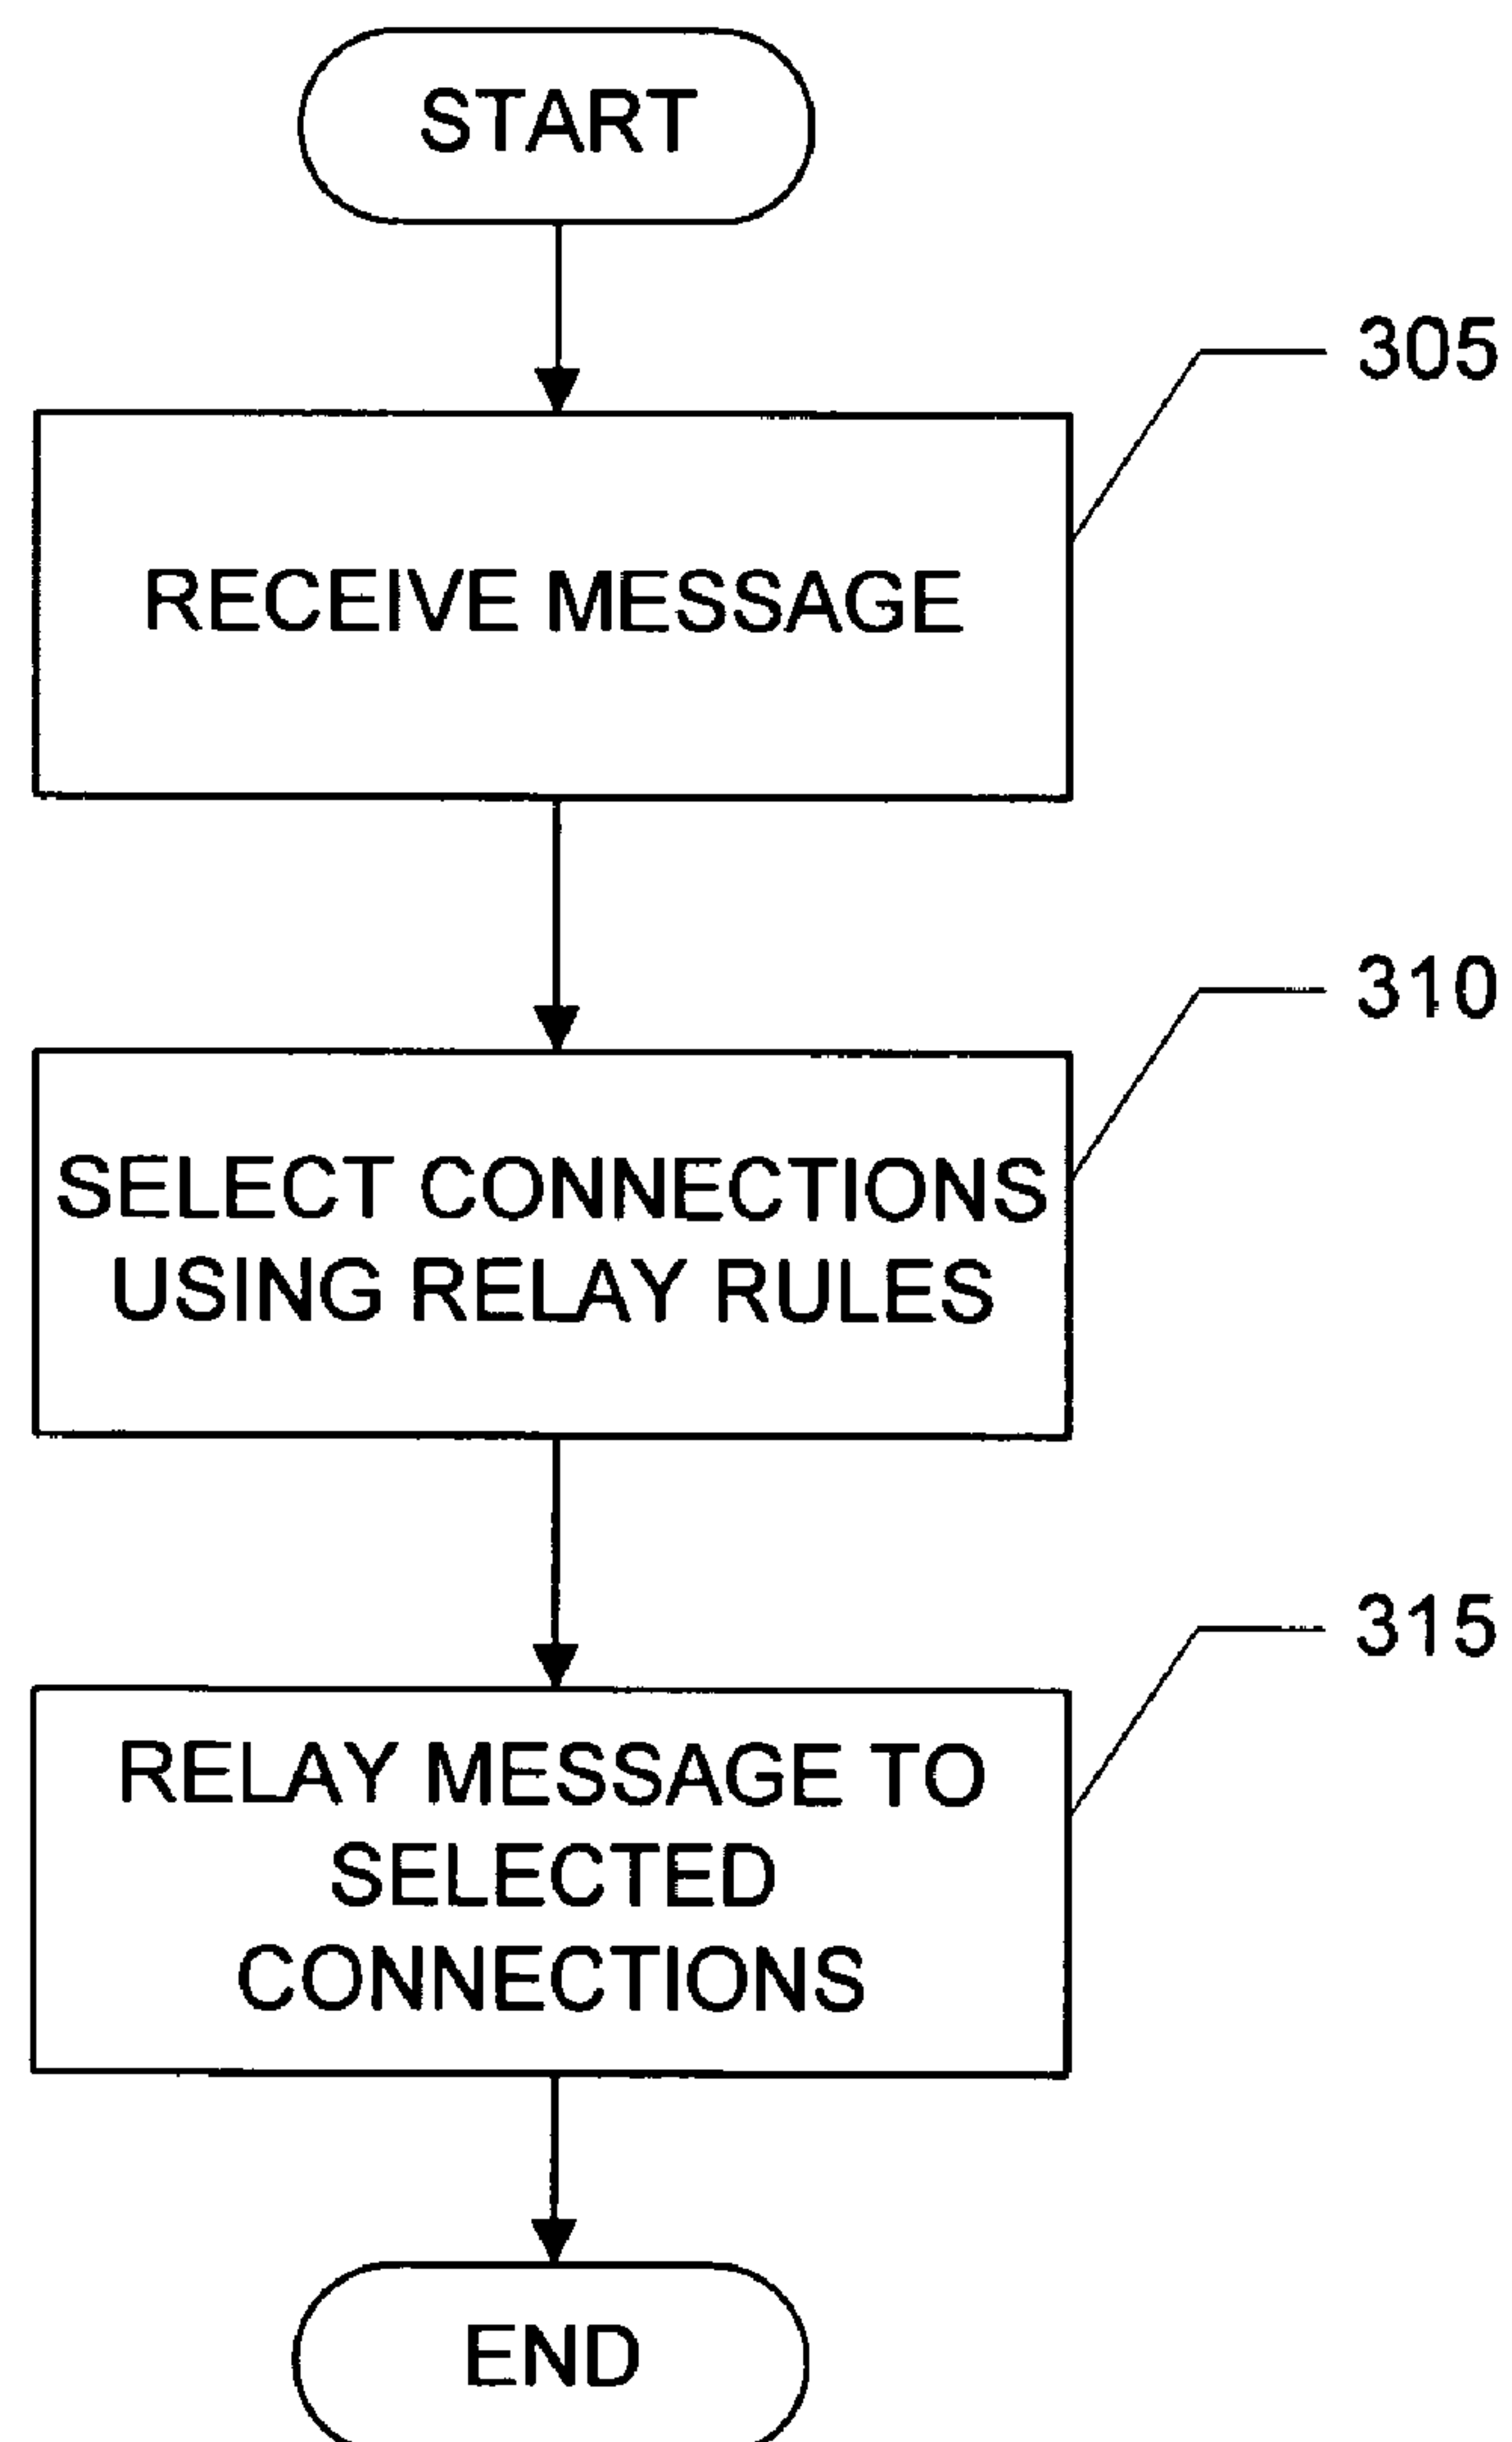 START
305
RECEIVE MESSAGE
310
SELECT CONNECTIONS
USING RELAY RULES
315
RELAY MESSAGE TO
SELECTED
CONNECTIONS
END